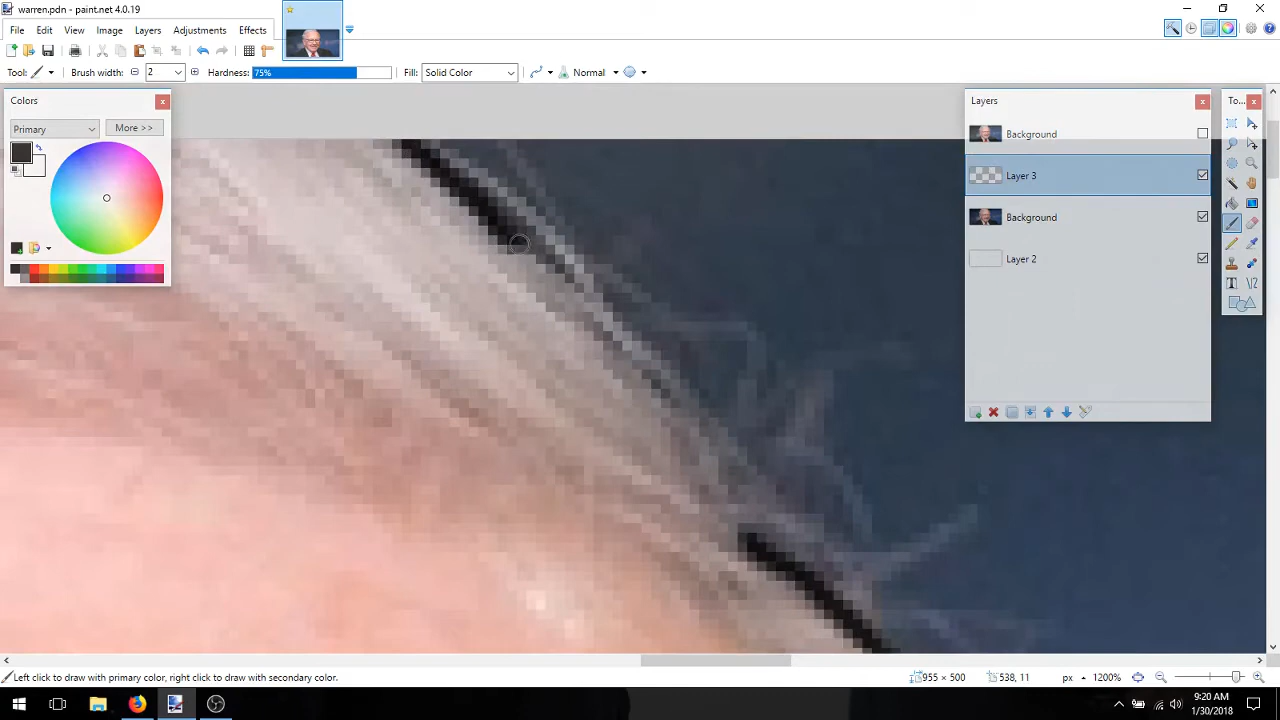 warren.pdn - paint.net 4.0.19
File Edit View Image Layers Adjustments Effects
Tool: Brush width: 2 Hardness: 75% Fill: Solid Color Normal
Colors
Primary More >>
Layers
Background
Layer 3
Background
Layer 2
To...
Left click to draw with primary color, right click to draw with secondary color.
955 × 500 538, 11 px 1200%
9:20 AM
1/30/2018